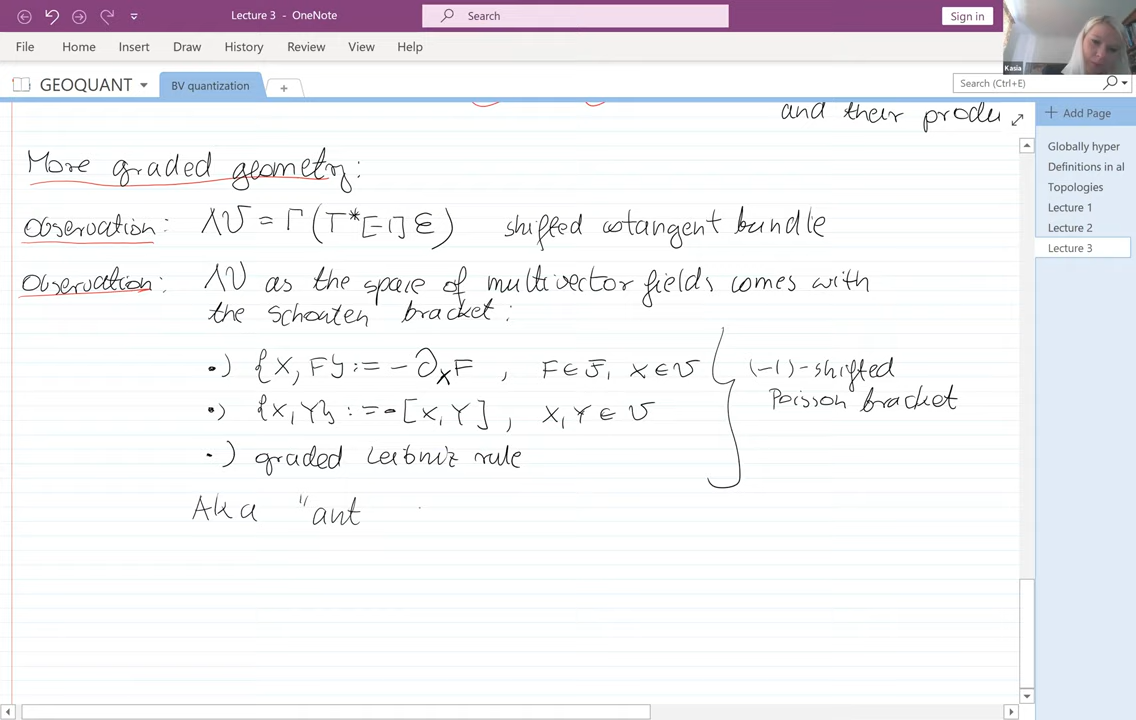 Lecture 3 - OneNote
Search
Sign in
File Home Insert Draw History Review View Help
Kasia
GEOQUANT
BV quantization
Search (Ctrl+E)
and their produ
Add Page
More graded geometry:
Globally hyper
Definitions in al
Topologies
Lecture 1
Lecture 2
Lecture 3
Observation: ΛV = Γ(T*[-1]ℰ) shifted cotangent bundle
Observation: ΛV as the space of multivector fields comes with
the Schouten bracket:
•) {X, F} := -∂_X F , F ∈ F, X ∈ V
(-1)-shifted
Poisson bracket
•) {X, Y} := -[X, Y] , X, Y ∈ V
•) graded Leibniz rule
Aka "ant